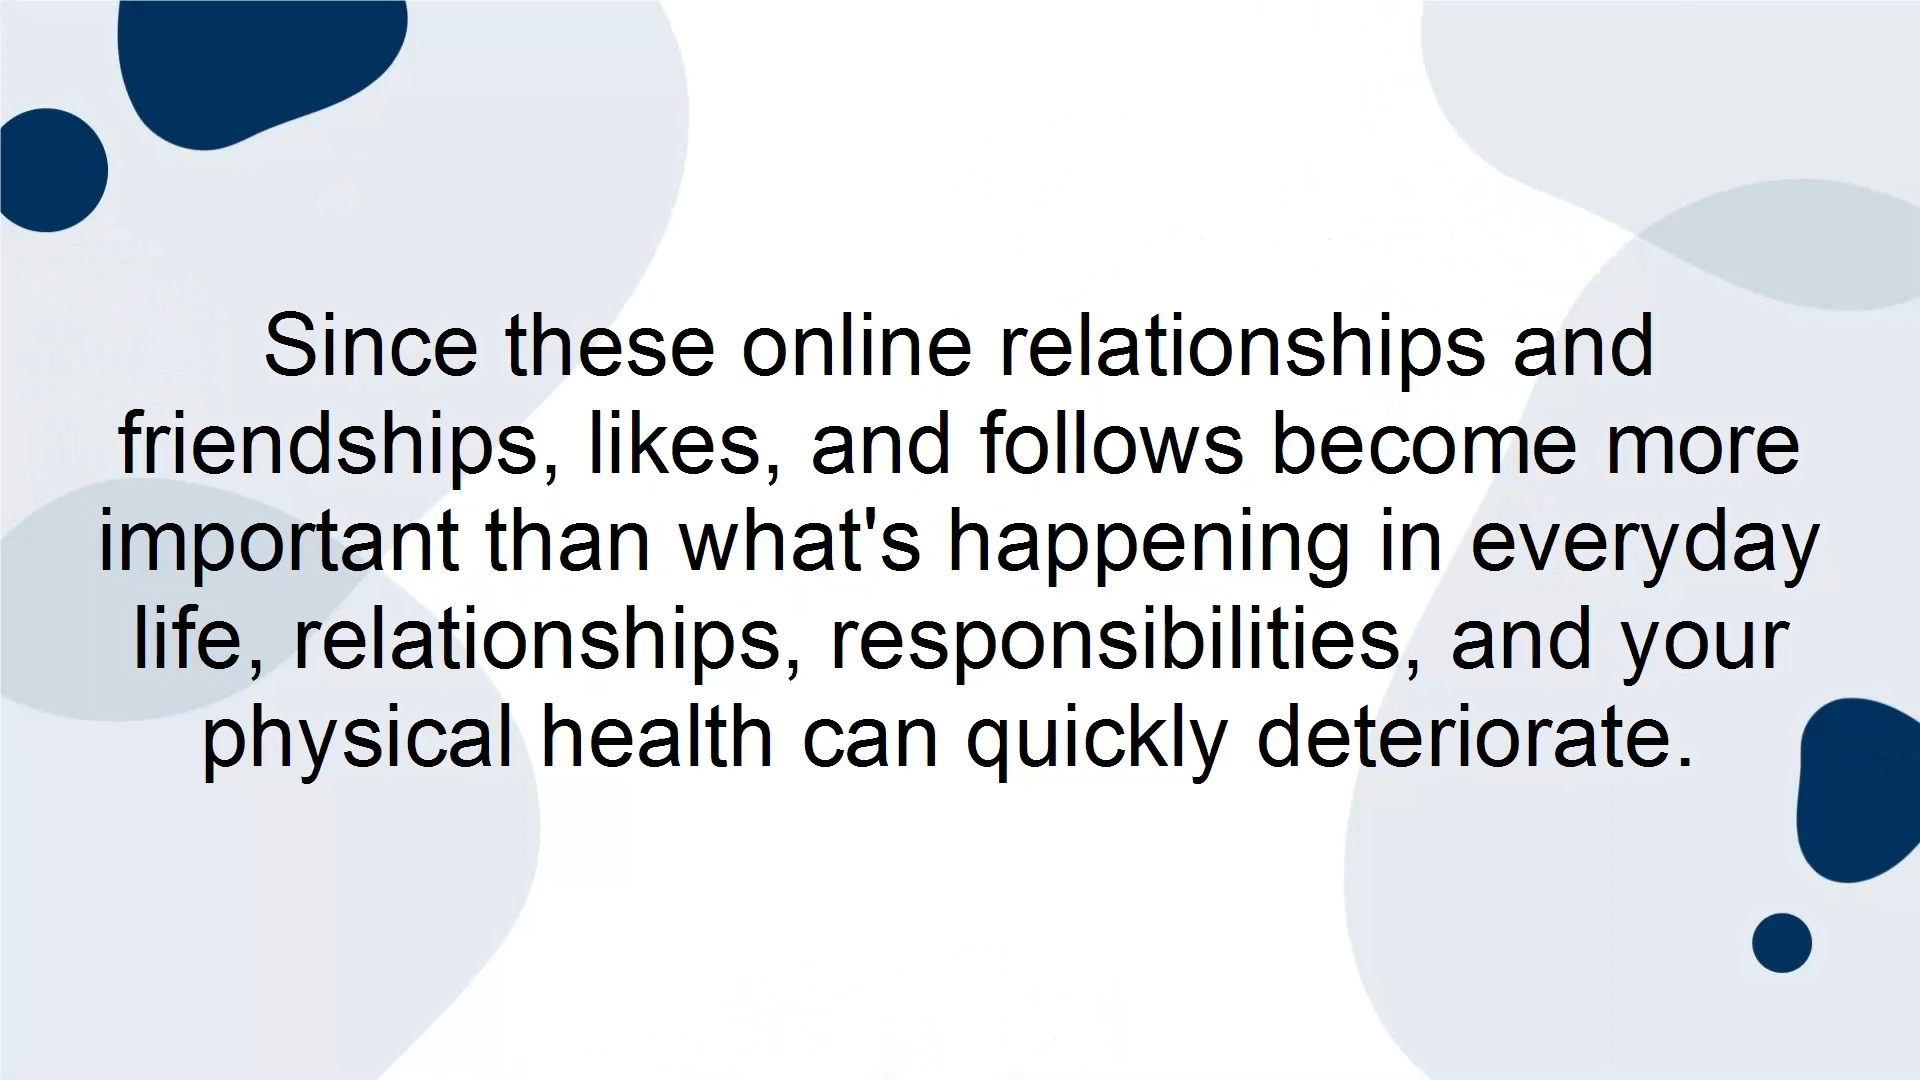 Since these online relationships and
friendships, likes, and follows become more
important than what's happening in everyday
life, relationships, responsibilities, and your
physical health can quickly deteriorate.